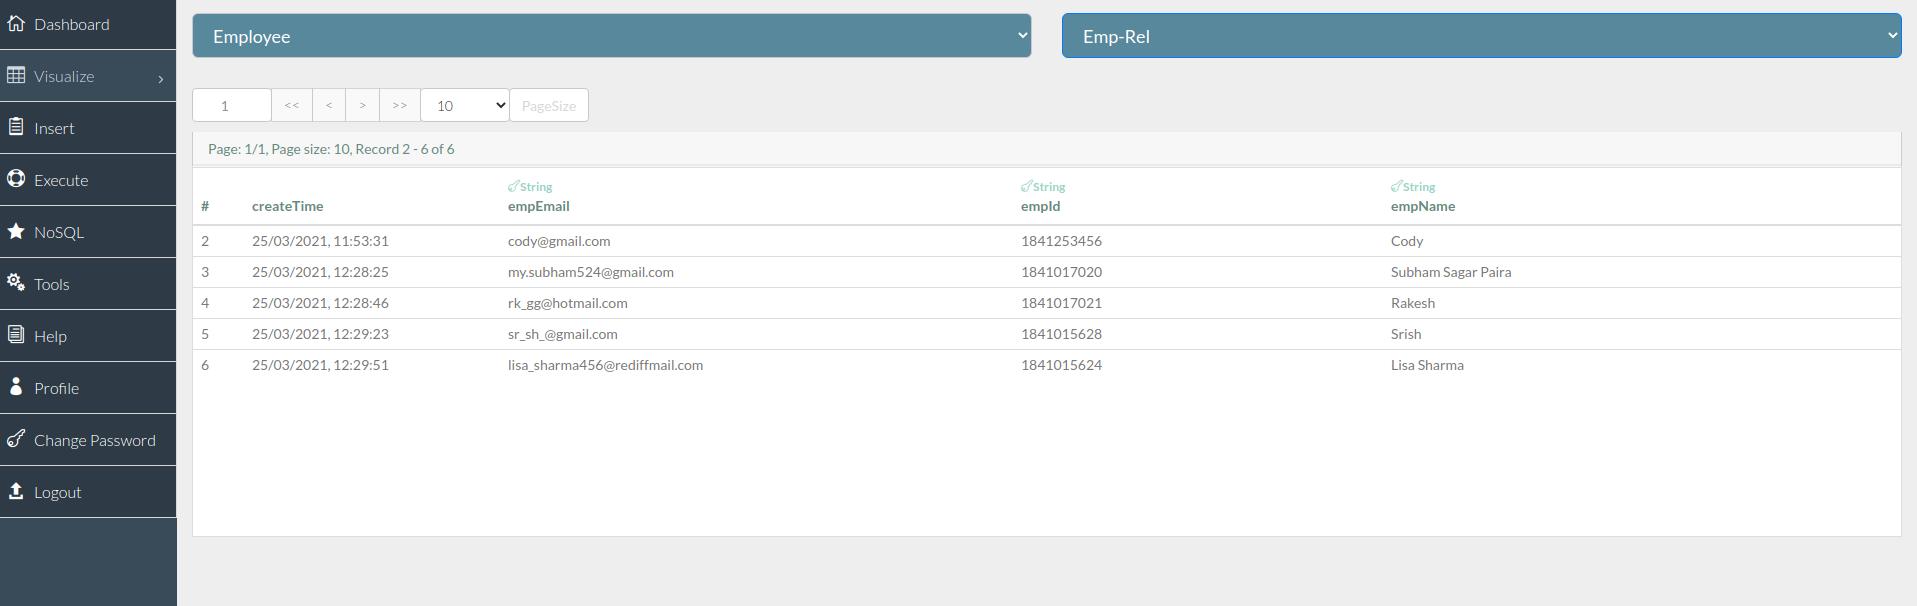 Dashboard
Visualize
Insert
Execute
NoSQL
Tools
Help
Profile
Change Password
Logout
Employee
Emp-Rel
1 << < > >> 10 PageSize
Page: 1/1, Page size: 10, Record 2 - 6 of 6
String String String
# createTime empEmail empId empName
2 25/03/2021, 11:53:31 cody@gmail.com 1841253456 Cody
3 25/03/2021, 12:28:25 my.subham524@gmail.com 1841017020 Subham Sagar Paira
4 25/03/2021, 12:28:46 rk_gg@hotmail.com 1841017021 Rakesh
5 25/03/2021, 12:29:23 sr_sh_@gmail.com 1841015628 Srish
6 25/03/2021, 12:29:51 lisa_sharma456@rediffmail.com 1841015624 Lisa Sharma